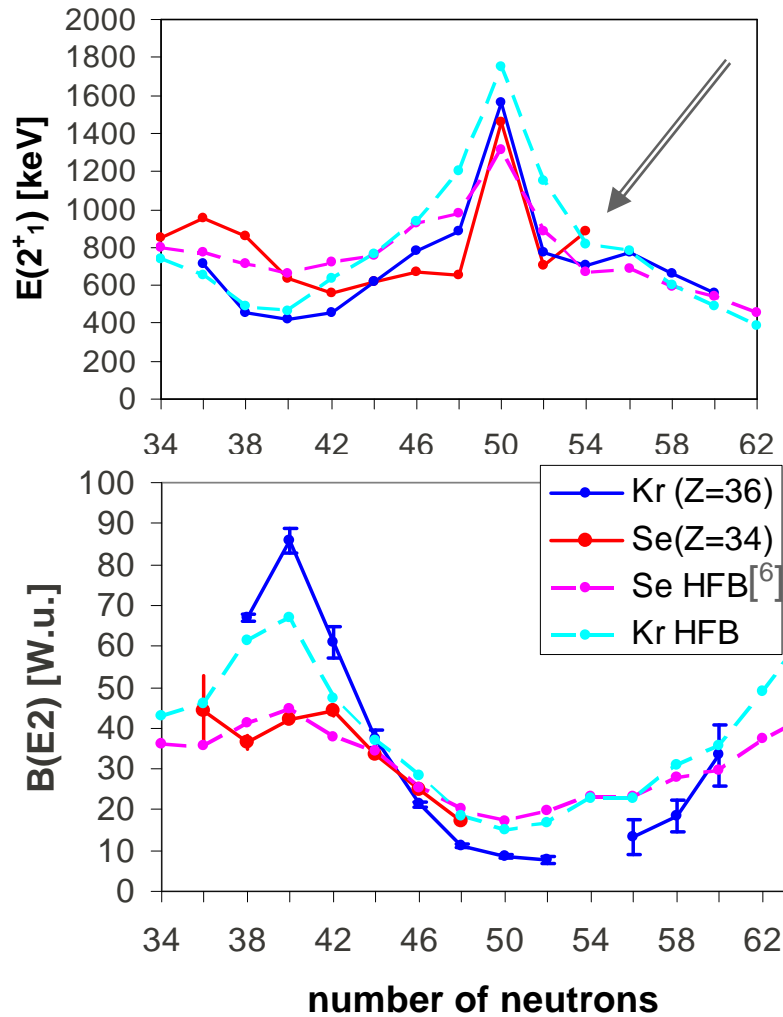 2000
1800
1600
1400
1200
1000
800
600
400
200
0
E(2⁺₁) [keV]
34 38 42 46 50 54 58 62
100
90
80
70
60
50
40
30
20
10
0
B(E2) [W.u.]
Kr (Z=36)
Se(Z=34)
Se HFB[6]
Kr HFB
34 38 42 46 50 54 58 62
number of neutrons